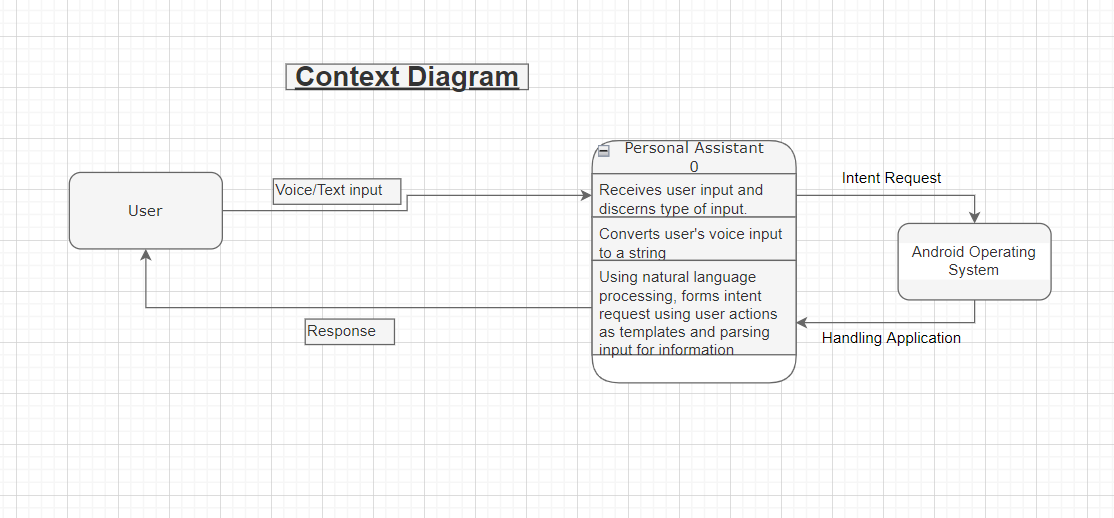 Context Diagram
User
Voice/Text input
Personal Assistant
0
Receives user input and
discerns type of input.
Converts user's voice input
to a string
Using natural language
processing, forms intent
request using user actions
as templates and parsing
input for information
Intent Request
Android Operating
System
Handling Application
Response